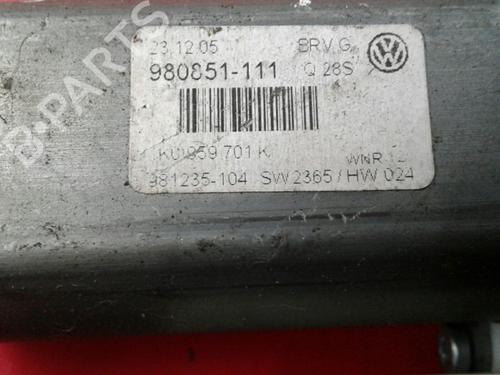 23.12.05 BRV G
980851-111 Q 28S
1K0 959 701 K WNR 12
981235-104 SW 2365 / HW 024
B-PARTS